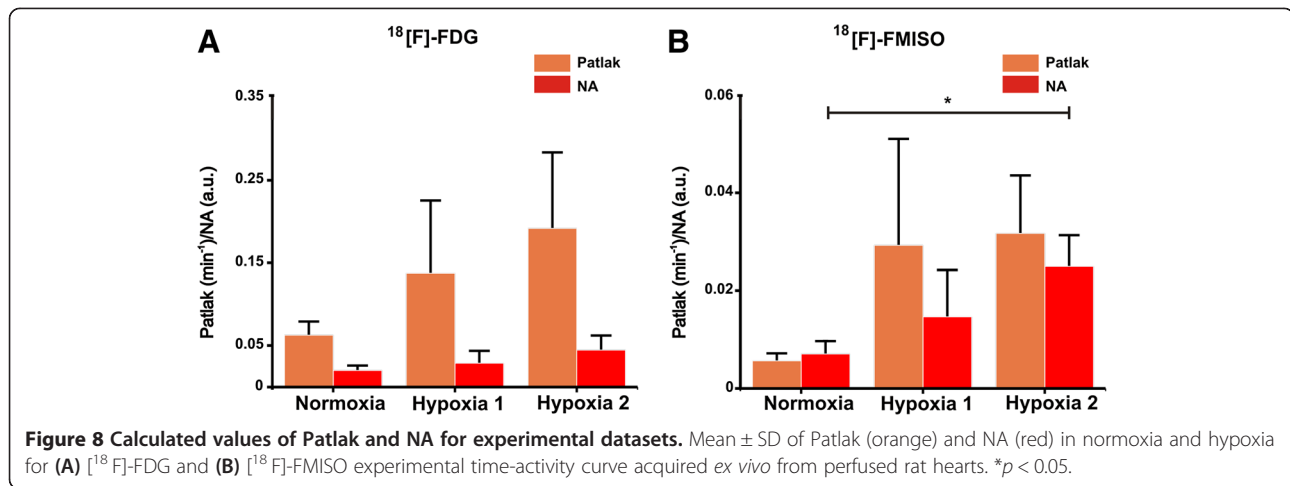 A
¹⁸[F]-FDG
Patlak
NA
0.35
0.25
0.15
0.05
0
Patlak (min⁻¹)/NA (a.u.)
Normoxia
Hypoxia 1
Hypoxia 2
B
¹⁸[F]-FMISO
Patlak
NA
*
0.06
0.04
0.02
0
Patlak (min⁻¹)/NA (a.u.)
Normoxia
Hypoxia 1
Hypoxia 2
Figure 8 Calculated values of Patlak and NA for experimental datasets. Mean ± SD of Patlak (orange) and NA (red) in normoxia and hypoxia
for (A) [¹⁸ F]-FDG and (B) [¹⁸ F]-FMISO experimental time-activity curve acquired ex vivo from perfused rat hearts. *p < 0.05.